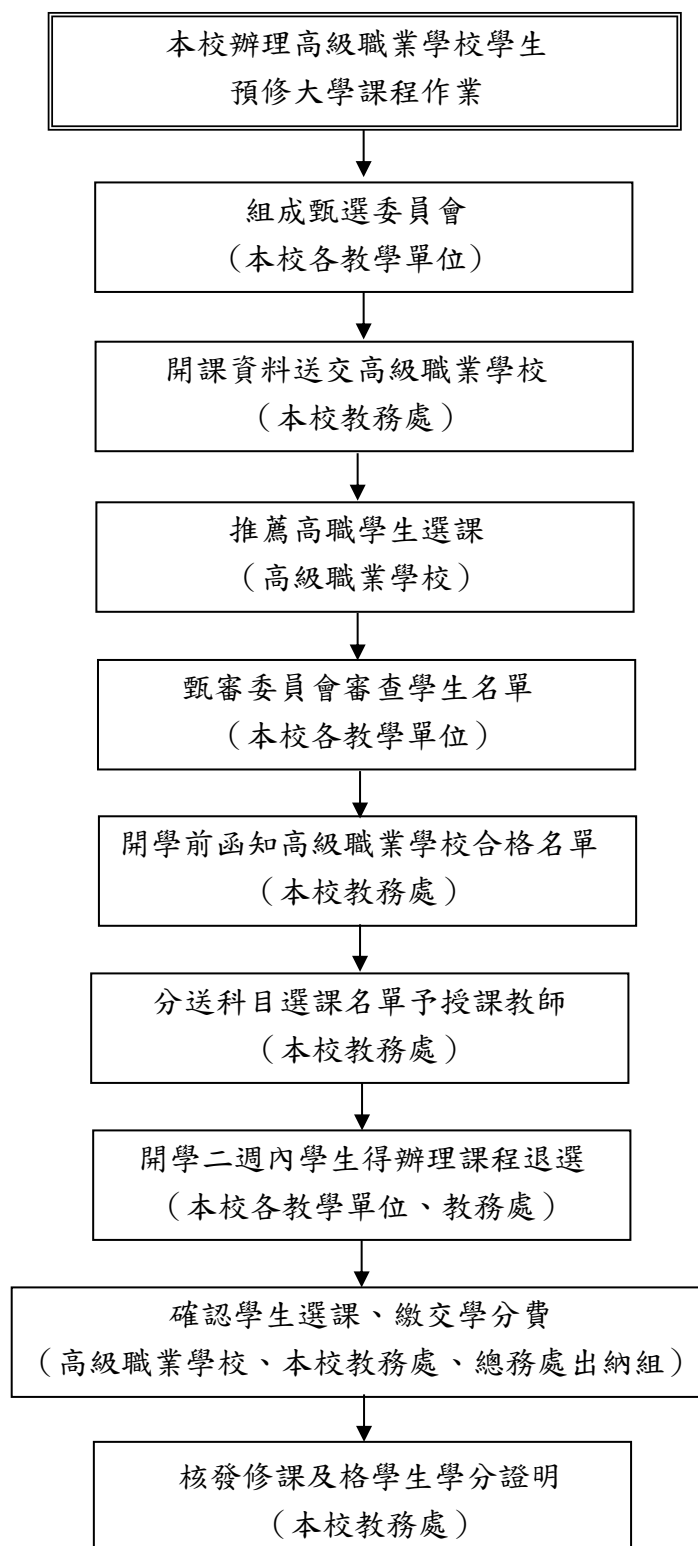 本校辦理高級職業學校學生
預修大學課程作業
組成甄選委員會
（本校各教學單位）
開課資料送交高級職業學校
（本校教務處）
推薦高職學生選課
（高級職業學校）
甄審委員會審查學生名單
（本校各教學單位）
開學前函知高級職業學校合格名單
（本校教務處）
分送科目選課名單予授課教師
（本校教務處）
開學二週內學生得辦理課程退選
（本校各教學單位、教務處）
確認學生選課、繳交學分費
（高級職業學校、本校教務處、總務處出納組）
核發修課及格學生學分證明
（本校教務處）